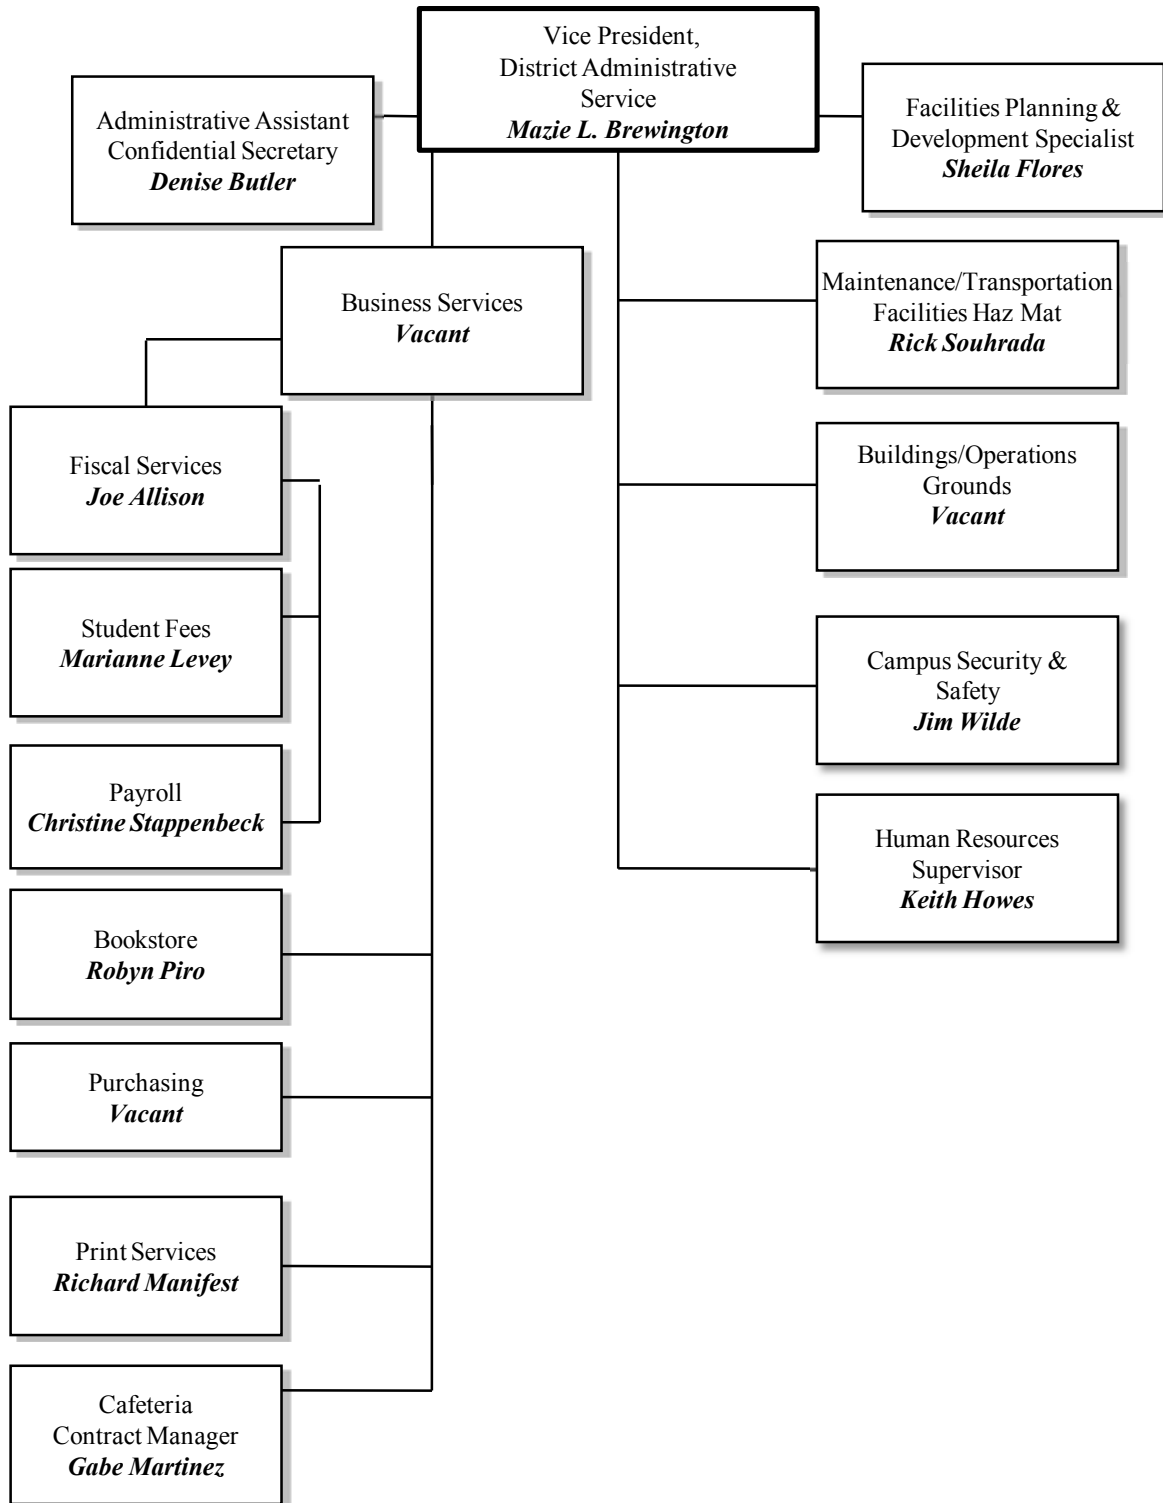 Vice President,
District Administrative
Service
Mazie L. Brewington
Administrative Assistant
Confidential Secretary
Denise Butler
Facilities Planning &
Development Specialist
Sheila Flores
Business Services
Vacant
Maintenance/Transportation
Facilities Haz Mat
Rick Souhrada
Fiscal Services
Joe Allison
Buildings/Operations
Grounds
Vacant
Student Fees
Marianne Levey
Campus Security &
Safety
Jim Wilde
Payroll
Christine Stappenbeck
Human Resources
Supervisor
Keith Howes
Bookstore
Robyn Piro
Purchasing
Vacant
Print Services
Richard Manifest
Cafeteria
Contract Manager
Gabe Martinez